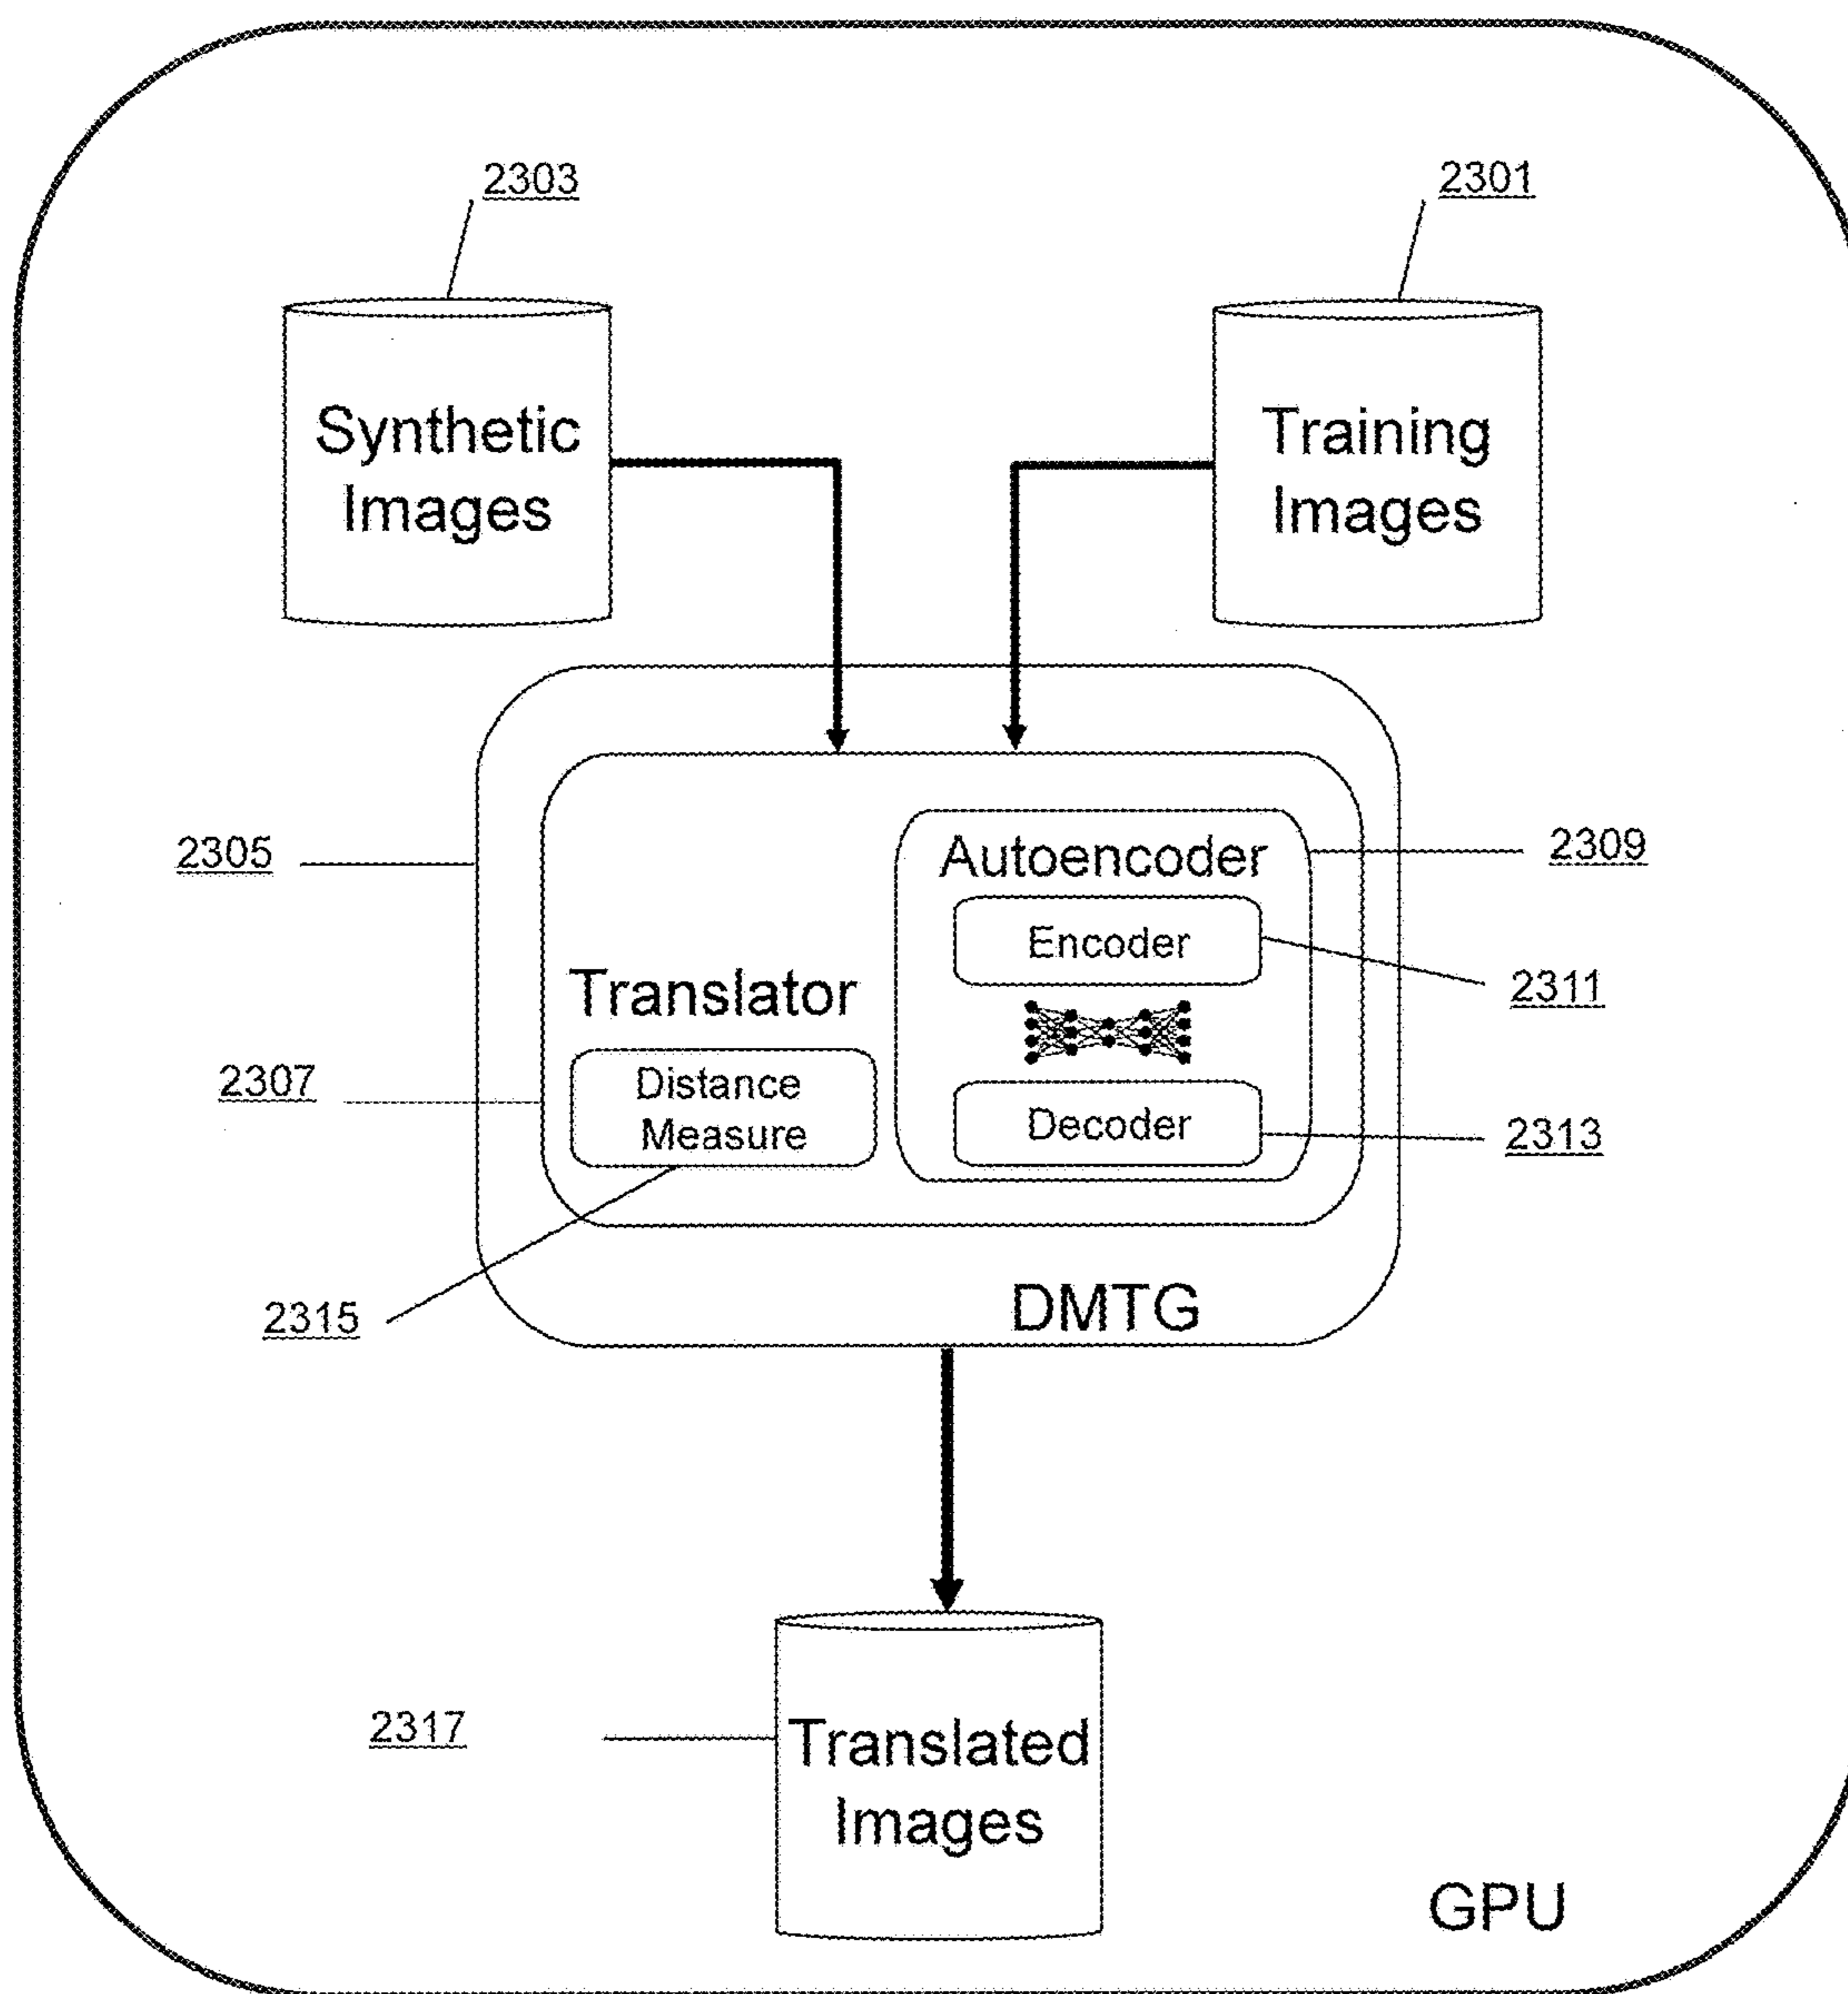 2303
2301
Synthetic
Images
Training
Images
2305
Autoencoder
2309
Encoder
2311
Translator
2307
Distance
Measure
Decoder
2313
2315
DMTG
2317
Translated
Images
GPU